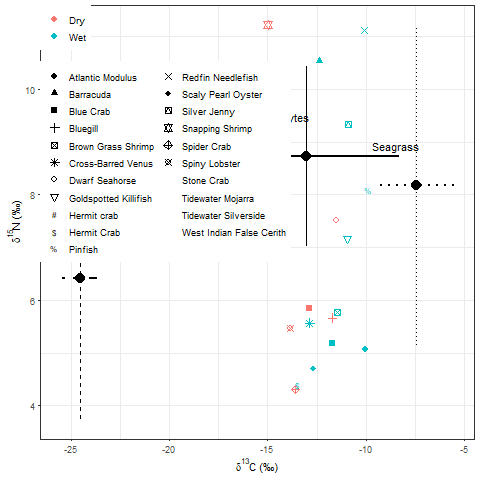 Dry
Wet
Atlantic Modulus
Barracuda
Blue Crab
Bluegill
Brown Grass Shrimp
Cross-Barred Venus
Dwarf Seahorse
Goldspotted Killifish
# Hermit crab
$ Hermit Crab
% Pinfish
Redfin Needlefish
Scaly Pearl Oyster
Silver Jenny
Snapping Shrimp
Spider Crab
Spiny Lobster
Stone Crab
Tidewater Mojarra
Tidewater Silverside
West Indian False Cerith
ytes
Seagrass
%
$
10
8
6
4
δ15N (‰)
-25
-20
-15
-10
-5
δ13C (‰)